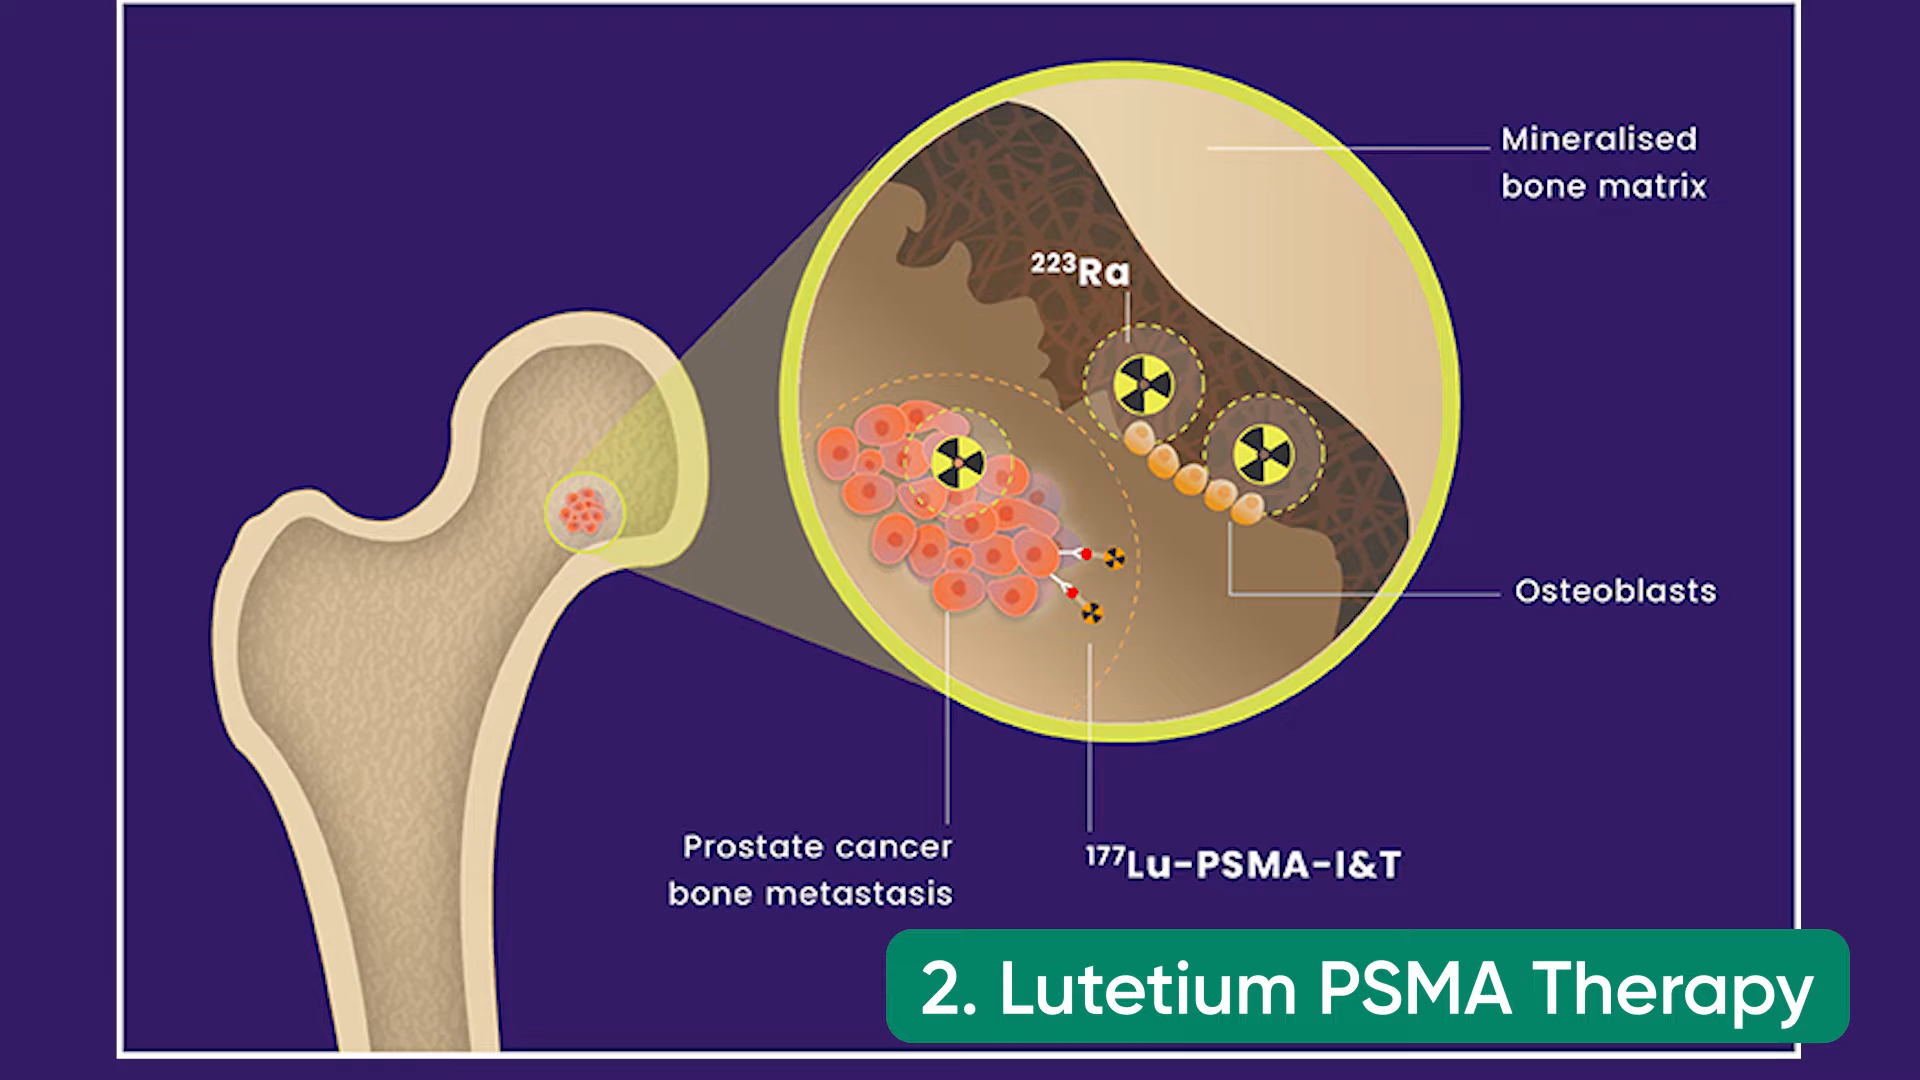 Mineralised
bone matrix
²²³Ra
Osteoblasts
Prostate cancer
bone metastasis
¹⁷⁷Lu-PSMA-I&T
2. Lutetium PSMA Therapy